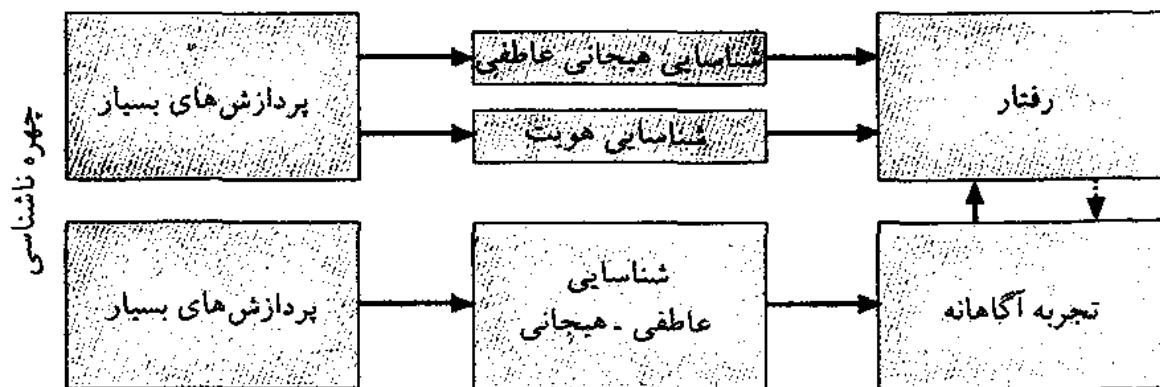 چهره ناشناسی
پردازش‌های بسیار
شناسایی هیجانی عاطفی
شناسایی هویت
رفتار
پردازش‌های بسیار
شناسایی
عاطفی - هیجانی
تجربه آگاهانه